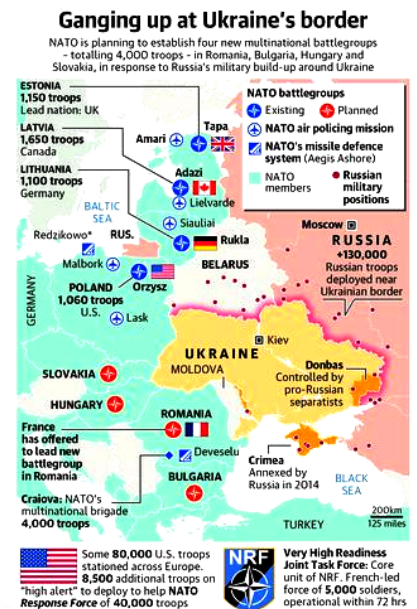 Ganging up at Ukraine's border
NATO is planning to establish four new multinational battlegroups
- totalling 4,000 troops - in Romania, Bulgaria, Hungary and
Slovakia, in response to Russia's military build-up around Ukraine
ESTONIA
1,150 troops
Lead nation: UK
LATVIA
1,650 troops
Canada
LITHUANIA
1,100 troops
Germany
Tapa
Amari
Adazi
Lielvarde
Siauliai
Rukla
BALTIC
SEA
RUS.
Redzikowo*
Malbork
Orzysz
POLAND
1,060 troops
U.S.
Lask
BELARUS
GERMANY
NATO battlegroups
Existing
Planned
NATO air policing mission
NATO's missile defence
system (Aegis Ashore)
NATO
members
Russian
military
positions
Moscow
RUSSIA
+130,000
Russian troops
deployed near
Ukrainian border
Kiev
UKRAINE
MOLDOVA
Donbas
Controlled by
pro-Russian
separatists
SLOVAKIA
HUNGARY
ROMANIA
France
has offered
to lead new
battlegroup
in Romania
Deveselu
BULGARIA
Craiova: NATO's
multinational brigade
4,000 troops
Crimea
Annexed by
Russia in 2014
BLACK
SEA
TURKEY
200km
125 miles
Some 80,000 U.S. troops
stationed across Europe.
8,500 additional troops on
"high alert" to deploy to help NATO
Response Force of 40,000 troops
NRF
Very High Readiness
Joint Task Force: Core
unit of NRF. French-led
force of 5,000 soldiers,
operational within 72 hrs